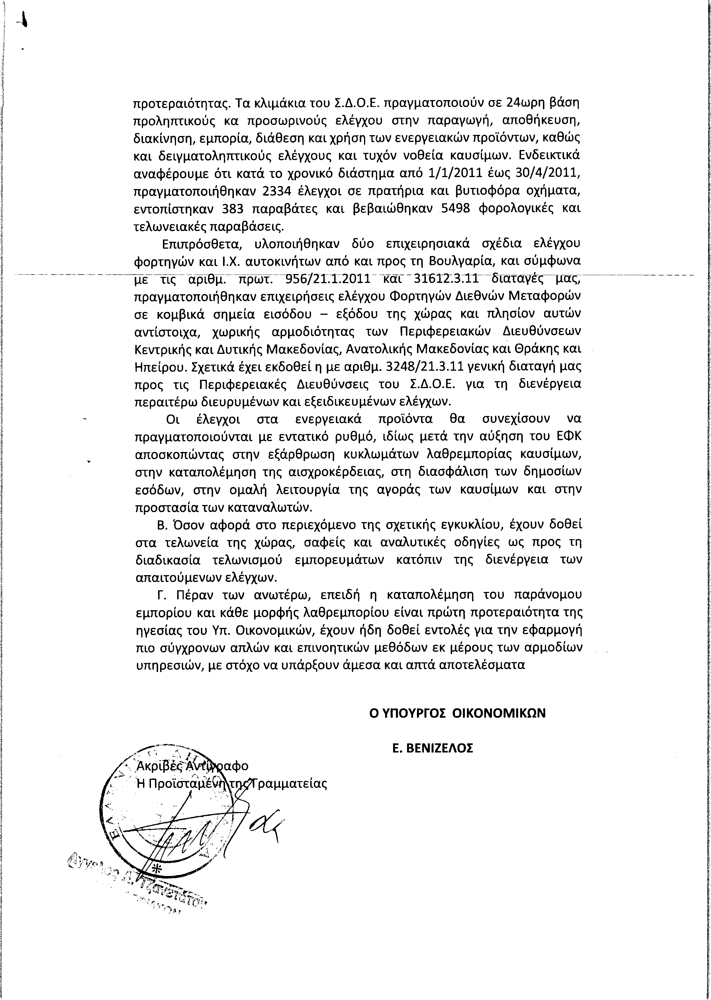 προτεραιότητας. Τα κλιμάκια του Σ.Δ.Ο.Ε. πραγματοποιούν σε 24ωρη βάση
προληπτικούς κα προσωρινούς ελέγχου στην παραγωγή, αποθήκευση,
διακίνηση, εμπορία, διάθεση και χρήση των ενεργειακών προϊόντων, καθώς
και δειγματοληπτικούς ελέγχους και τυχόν νοθεία καυσίμων. Ενδεικτικά
αναφέρουμε ότι κατά το χρονικό διάστημα από 1/1/2011 έως 30/4/2011,
πραγματοποιήθηκαν 2334 έλεγχοι σε πρατήρια και βυτιοφόρα οχήματα,
εντοπίστηκαν 383 παραβάτες και βεβαιώθηκαν 5498 φορολογικές και
τελωνειακές παραβάσεις.
Επιπρόσθετα, υλοποιήθηκαν δύο επιχειρησιακά σχέδια ελέγχου
φορτηγών και Ι.Χ. αυτοκινήτων από και προς τη Βουλγαρία, και σύμφωνα
με τις αριθμ. πρωτ. 956/21.1.2011 και 31612.3.11 διαταγές μας,
πραγματοποιήθηκαν επιχειρήσεις ελέγχου Φορτηγών Διεθνών Μεταφορών
σε κομβικά σημεία εισόδου – εξόδου της χώρας και πλησίον αυτών
αντίστοιχα, χωρικής αρμοδιότητας των Περιφερειακών Διευθύνσεων
Κεντρικής και Δυτικής Μακεδονίας, Ανατολικής Μακεδονίας και Θράκης και
Ηπείρου. Σχετικά έχει εκδοθεί η με αριθμ. 3248/21.3.11 γενική διαταγή μας
προς τις Περιφερειακές Διευθύνσεις του Σ.Δ.Ο.Ε. για τη διενέργεια
περαιτέρω διευρυμένων και εξειδικευμένων ελέγχων.
Οι έλεγχοι στα ενεργειακά προϊόντα θα συνεχίσουν να
πραγματοποιούνται με εντατικό ρυθμό, ιδίως μετά την αύξηση του ΕΦΚ
αποσκοπώντας στην εξάρθρωση κυκλωμάτων λαθρεμπορίας καυσίμων,
στην καταπολέμηση της αισχροκέρδειας, στη διασφάλιση των δημοσίων
εσόδων, στην ομαλή λειτουργία της αγοράς των καυσίμων και στην
προστασία των καταναλωτών.
Β. Όσον αφορά στο περιεχόμενο της σχετικής εγκυκλίου, έχουν δοθεί
στα τελωνεία της χώρας, σαφείς και αναλυτικές οδηγίες ως προς τη
διαδικασία τελωνισμού εμπορευμάτων κατόπιν της διενέργεια των
απαιτούμενων ελέγχων.
Γ. Πέραν των ανωτέρω, επειδή η καταπολέμηση του παράνομου
εμπορίου και κάθε μορφής λαθρεμπορίου είναι πρώτη προτεραιότητα της
ηγεσίας του Υπ. Οικονομικών, έχουν ήδη δοθεί εντολές για την εφαρμογή
πιο σύγχρονων απλών και επινοητικών μεθόδων εκ μέρους των αρμοδίων
υπηρεσιών, με στόχο να υπάρξουν άμεσα και απτά αποτελέσματα
Ο ΥΠΟΥΡΓΟΣ ΟΙΚΟΝΟΜΙΚΩΝ
Ε. ΒΕΝΙΖΕΛΟΣ
Ακριβές Αντίγραφο
Η Προϊσταμένη της Γραμματείας